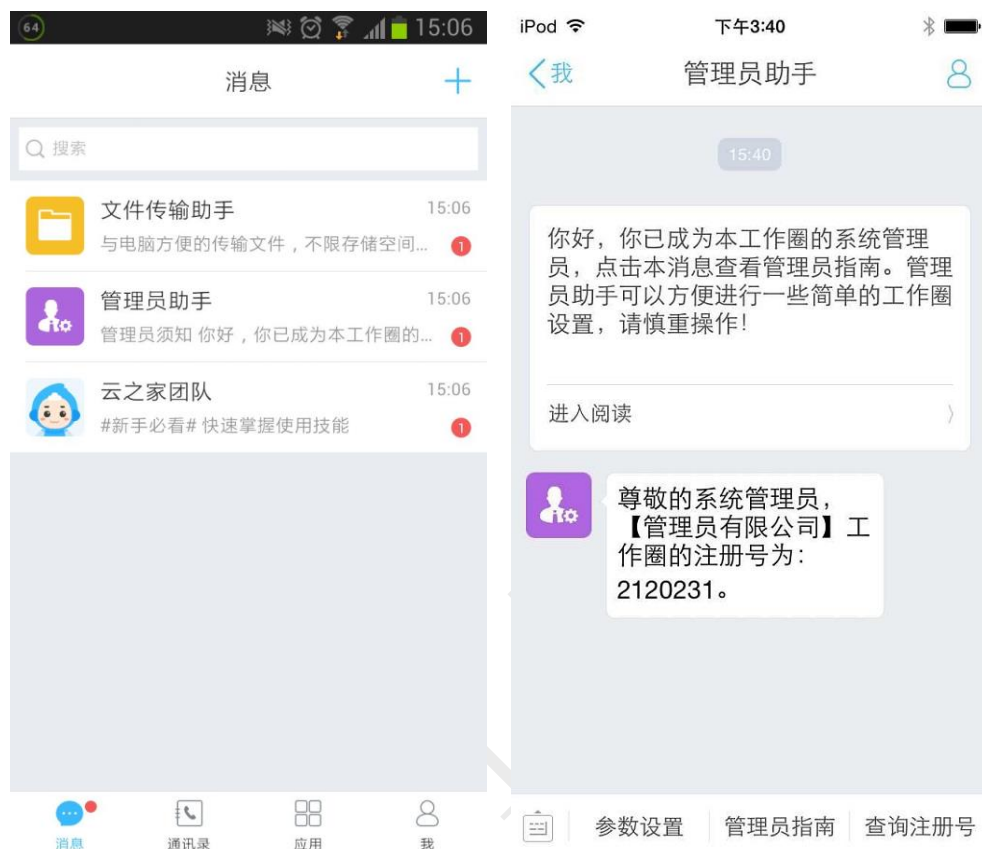 64
15:06
消息
搜索
文件传输助手
15:06
与电脑方便的传输文件，不限存储空间...
1
管理员助手
15:06
管理员须知 你好，你已成为本工作圈的...
1
云之家团队
15:06
#新手必看# 快速掌握使用技能
1
消息
通讯录
应用
我
iPod
下午3:40
我
管理员助手
15:40
你好，你已成为本工作圈的系统管理
员，点击本消息查看管理员指南。管理
员助手可以方便进行一些简单的工作圈
设置，请慎重操作！
进入阅读
尊敬的系统管理员，
【管理员有限公司】工
作圈的注册号为：
2120231。
参数设置
管理员指南
查询注册号